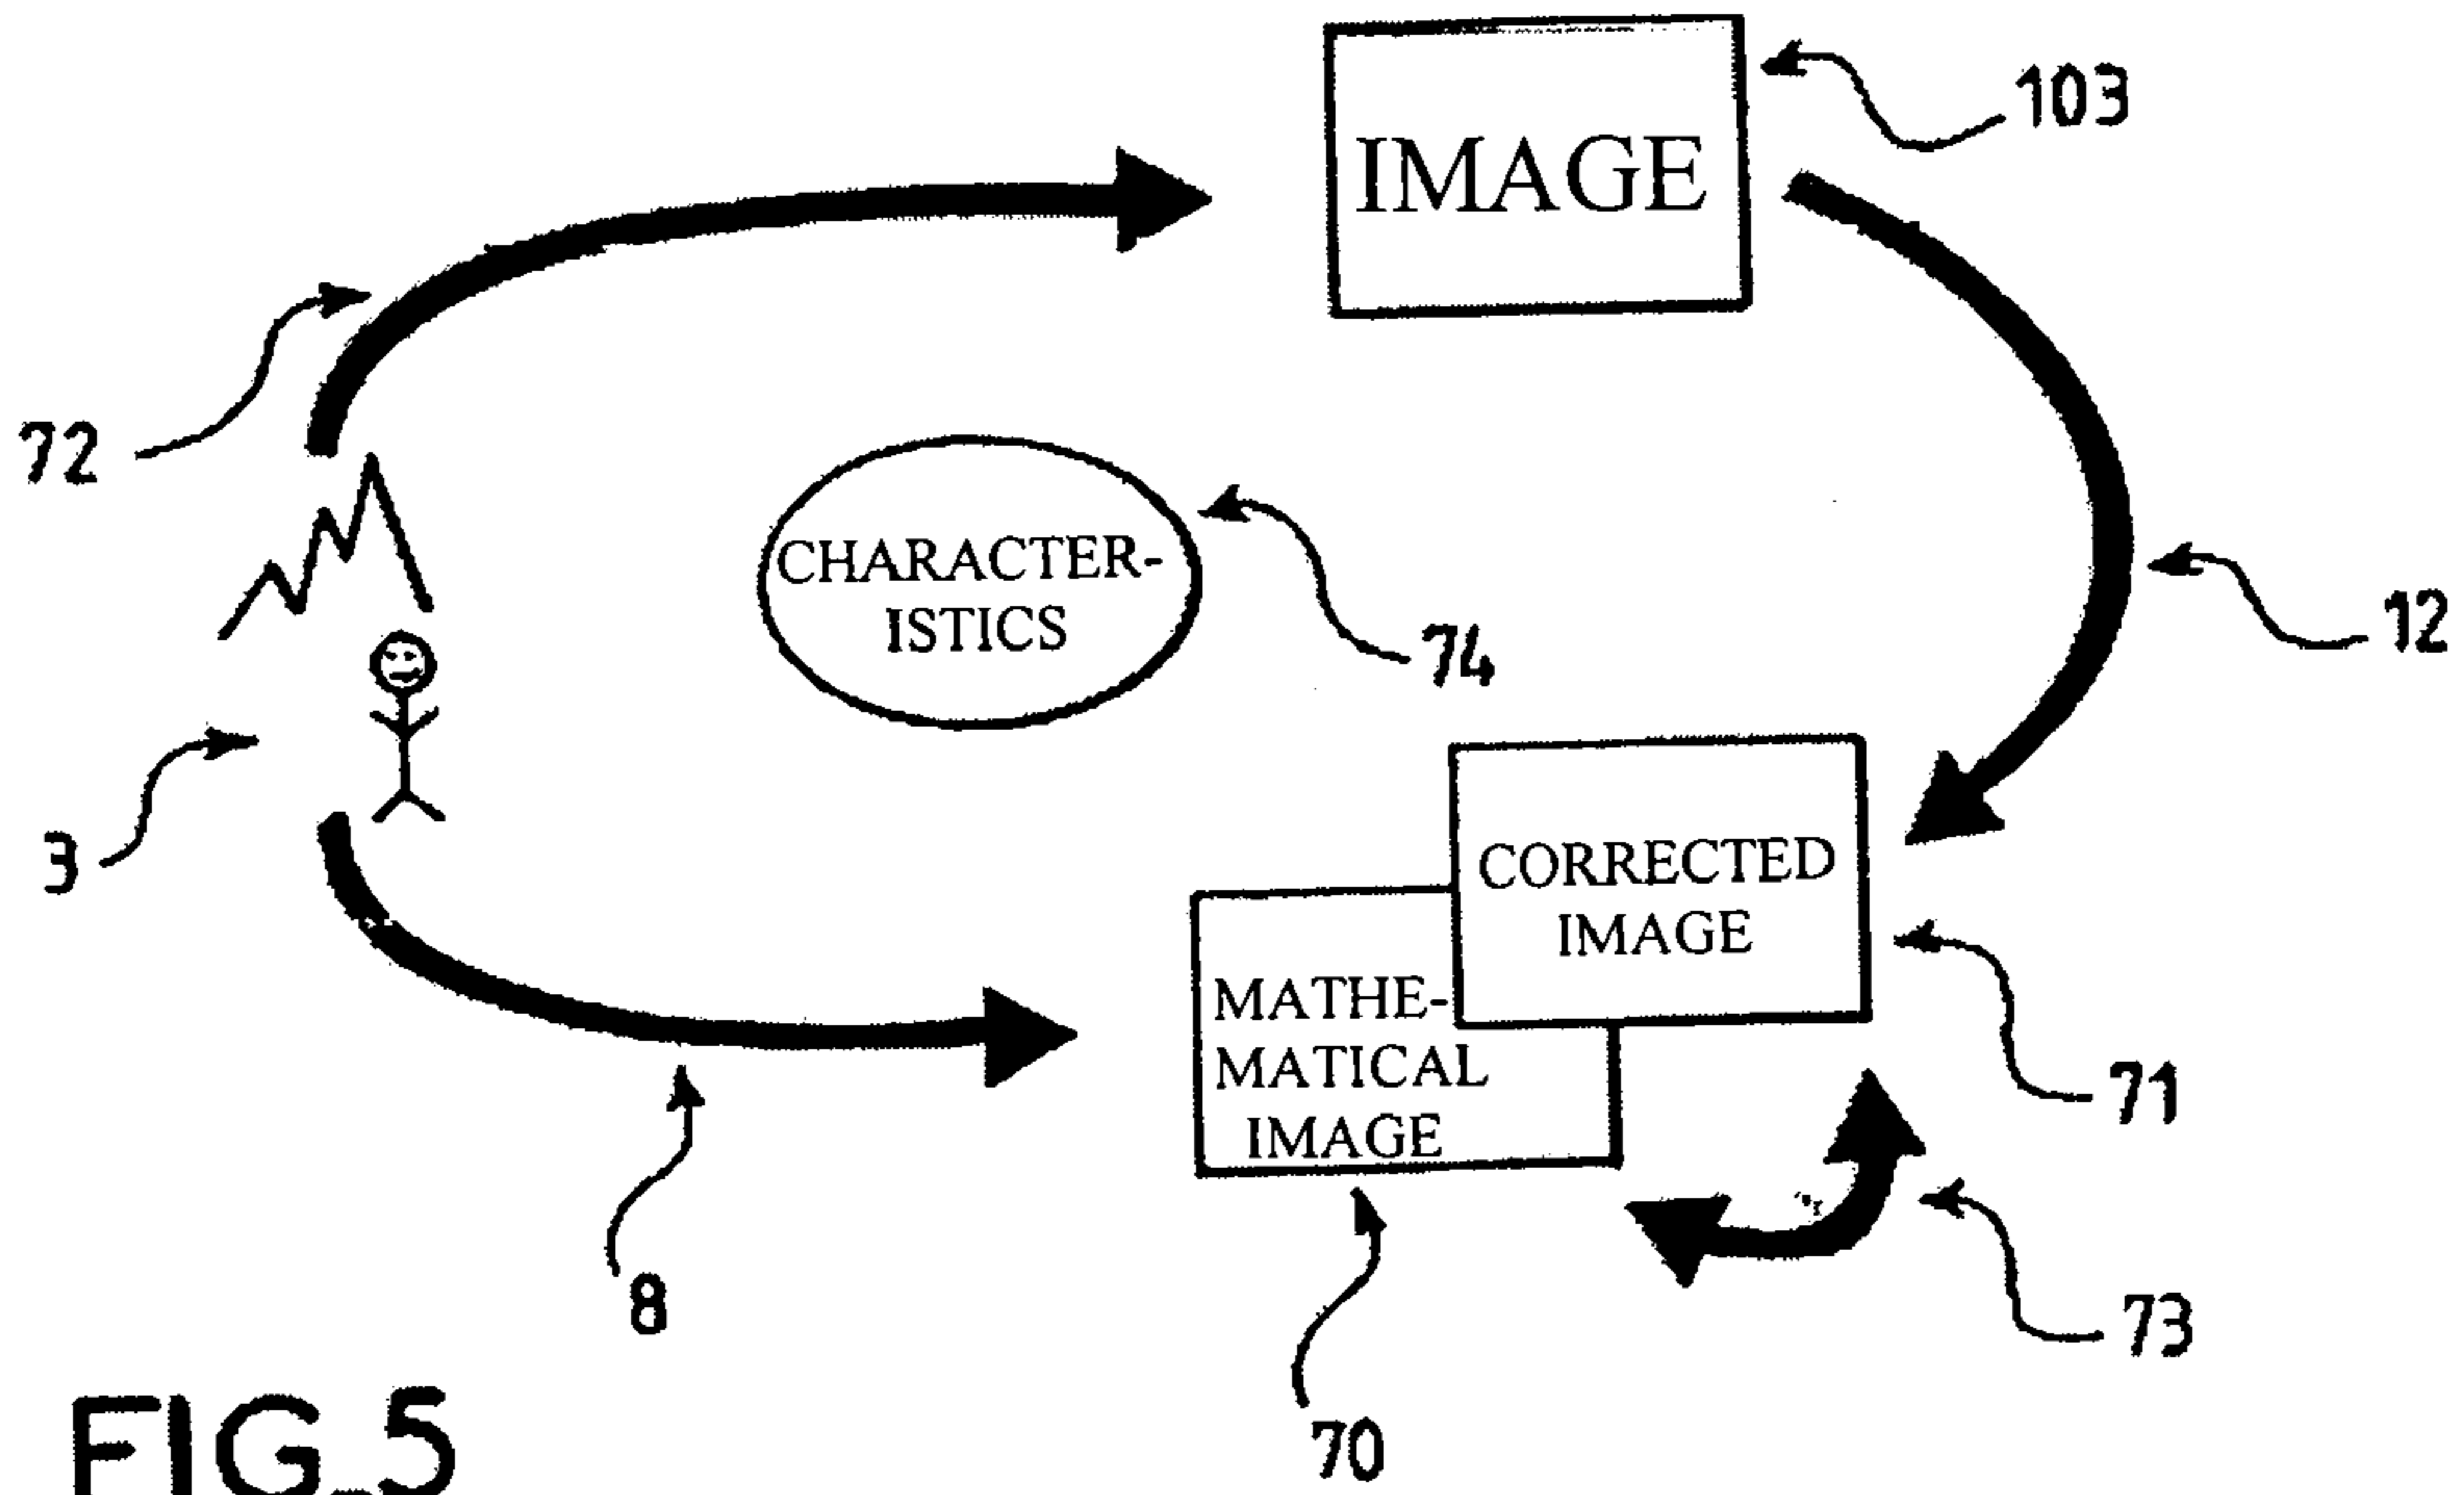 IMAGE
103
72
CHARACTER-
ISTICS
74
12
3
CORRECTED
IMAGE
MATHE-
MATICAL
IMAGE
71
8
73
70
FIG_5